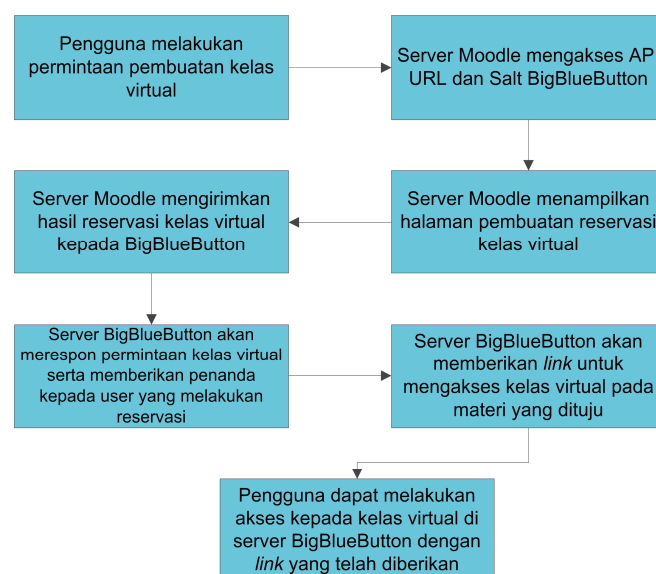 Pengguna melakukan
permintaan pembuatan kelas
virtual
Server Moodle mengakses AP
URL dan Salt BigBlueButton
Server Moodle menampilkan
halaman pembuatan reservasi
kelas virtual
Server Moodle mengirimkan
hasil reservasi kelas virtual
kepada BigBlueButton
Server BigBlueButton akan
merespon permintaan kelas virtual
serta memberikan penanda
kepada user yang melakukan
reservasi
Server BigBlueButton akan
memberikan link untuk
mengakses kelas virtual pada
materi yang dituju
Pengguna dapat melakukan
akses kepada kelas virtual di
server BigBlueButton dengan
link yang telah diberikan